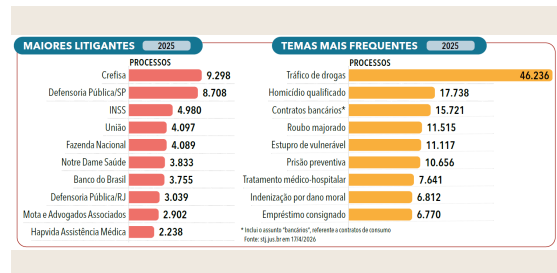 MAIORES LITIGANTES 2025
PROCESSOS
Crefisa 9.298
Defensoria Pública/SP 8.708
INSS 4.980
União 4.097
Fazenda Nacional 4.089
Notre Dame Saúde 3.833
Banco do Brasil 3.755
Defensoria Pública/RJ 3.039
Mota e Advogados Associados 2.902
Hapvida Assistência Médica 2.238
TEMAS MAIS FREQUENTES 2025
PROCESSOS
Tráfico de drogas 46.236
Homicídio qualificado 17.738
Contratos bancários* 15.721
Roubo majorado 11.515
Estupro de vulnerável 11.117
Prisão preventiva 10.656
Tratamento médico-hospitalar 7.641
Indenização por dano moral 6.812
Empréstimo consignado 6.770
* Inclui o assunto "bancários", referente a contratos de consumo
Fonte: stj.jus.br em 17/4/2026